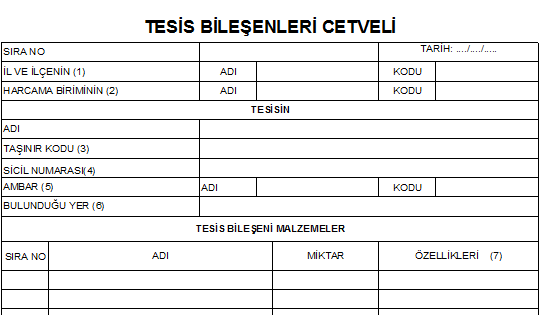 TESİS BİLEŞENLERİ CETVELİ
SIRA NO TARİH: ..../..../.....
İL VE İLÇENİN (1) ADI KODU
HARCAMA BİRİMİNİN (2) ADI KODU
TESİSİN
ADI
TAŞINIR KODU (3)
SİCİL NUMARASI(4)
AMBAR (5) ADI KODU
BULUNDUĞU YER (6)
TESİS BİLEŞENİ MALZEMELER
SIRA NO ADI MİKTAR ÖZELLİKLERİ (7)